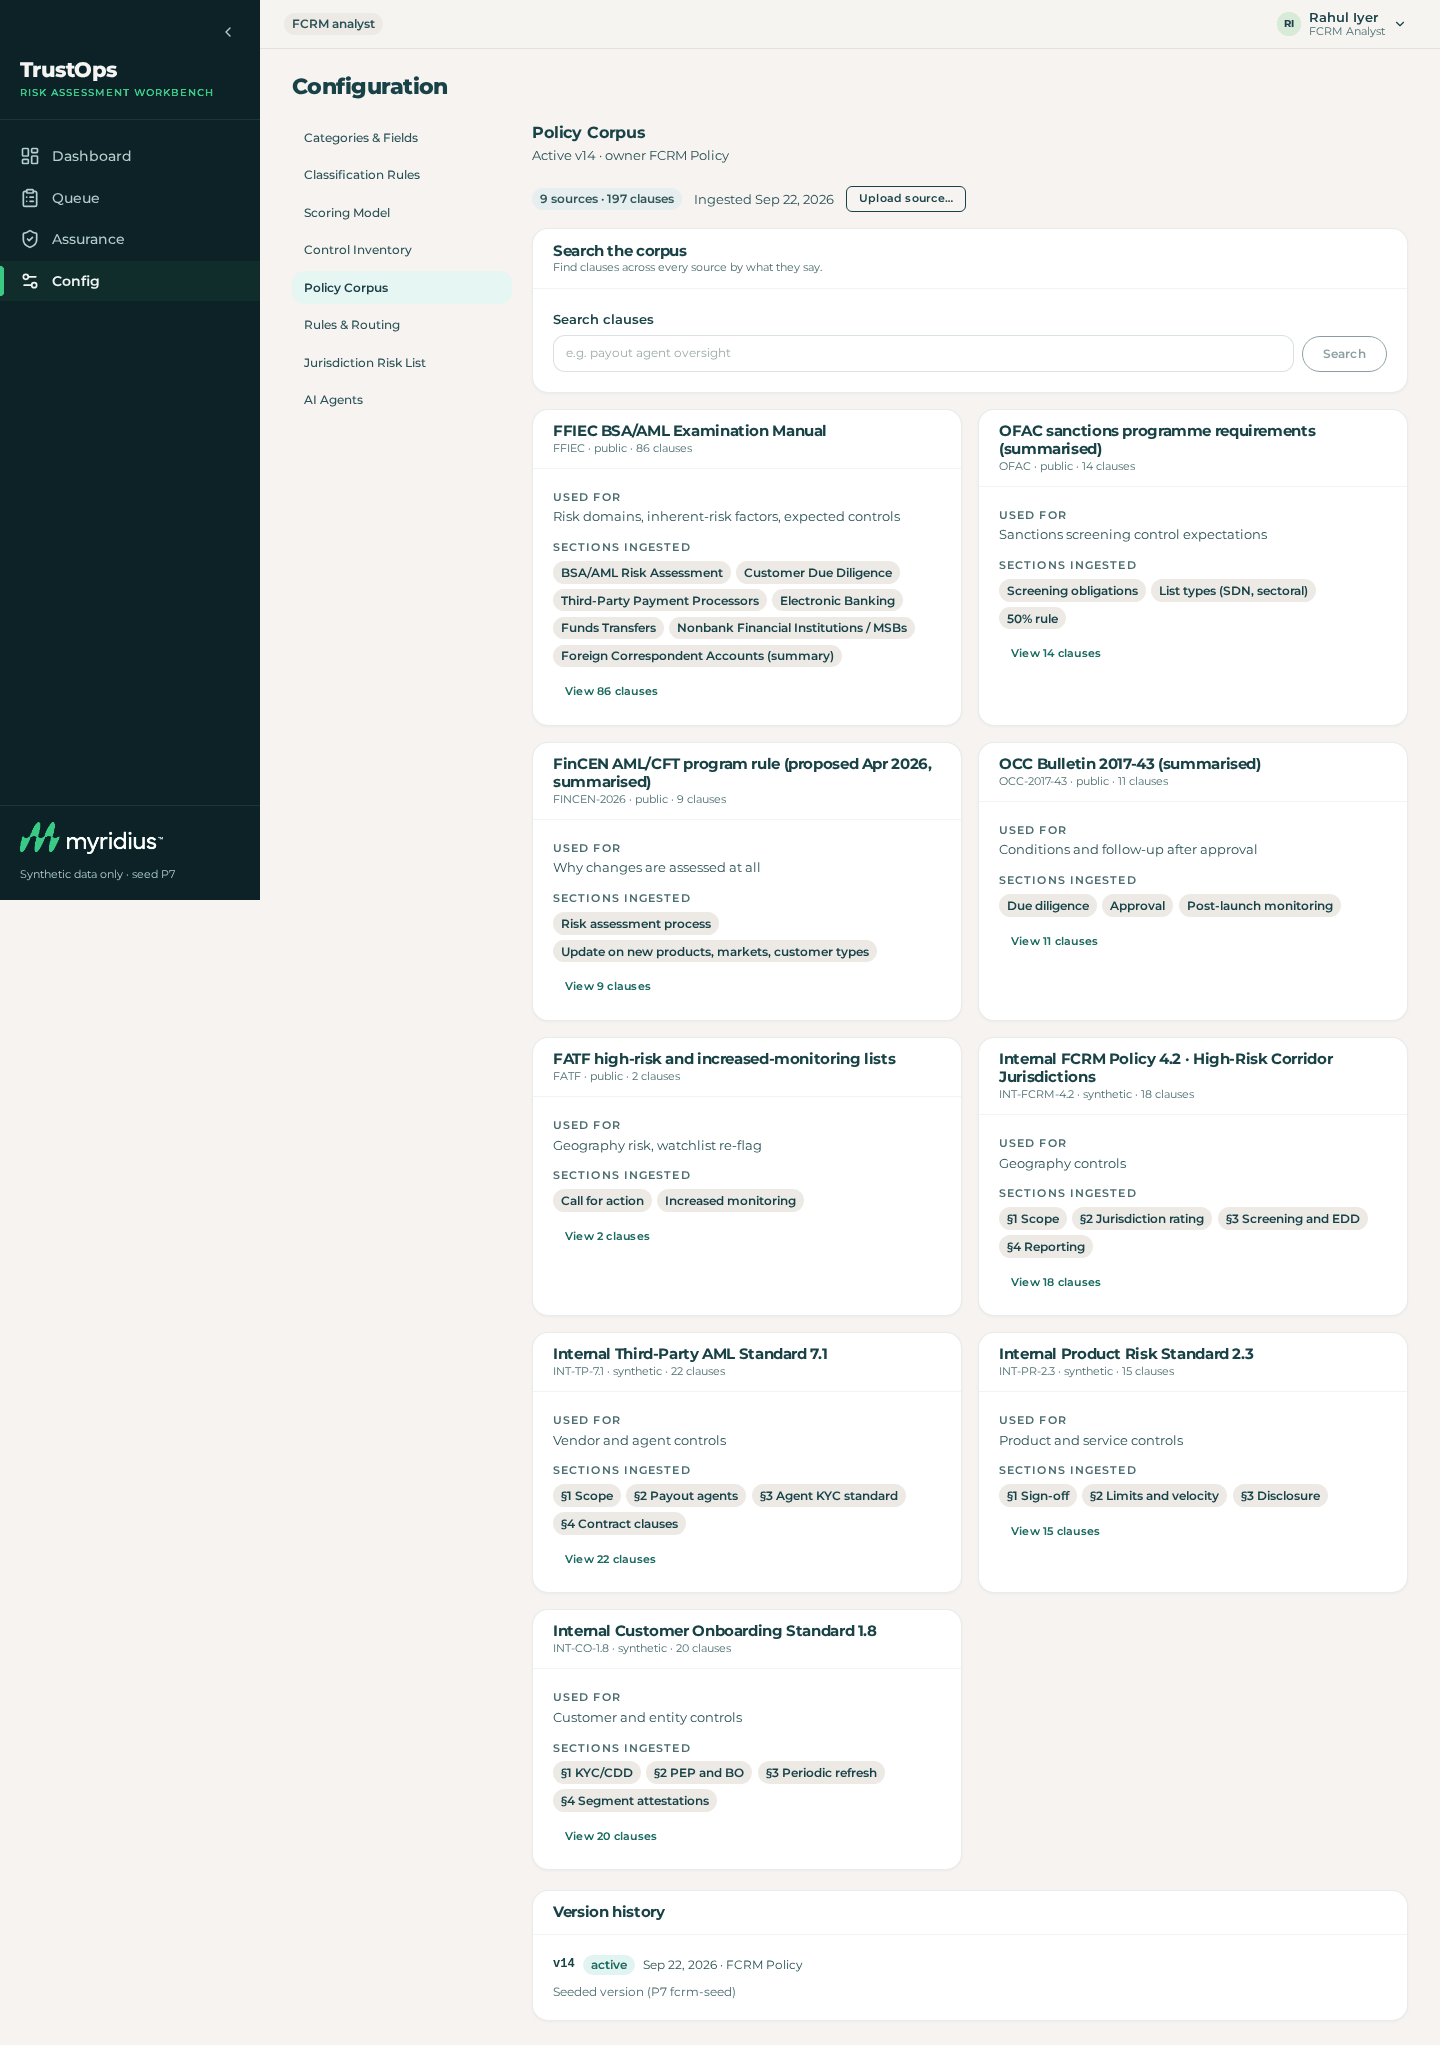 TrustOps
RISK ASSESSMENT WORKBENCH
Dashboard
Queue
Assurance
Config
myridius™
Synthetic data only · seed P7
FCRM analyst
RI
Rahul Iyer
FCRM Analyst
Configuration
Categories & Fields
Classification Rules
Scoring Model
Control Inventory
Policy Corpus
Rules & Routing
Jurisdiction Risk List
AI Agents
Policy Corpus
Active v14 · owner FCRM Policy
9 sources · 197 clauses
Ingested Sep 22, 2026
Upload source…
Search the corpus
Find clauses across every source by what they say.
Search clauses
e.g. payout agent oversight
Search
FFIEC BSA/AML Examination Manual
FFIEC · public · 86 clauses
USED FOR
Risk domains, inherent-risk factors, expected controls
SECTIONS INGESTED
BSA/AML Risk Assessment
Customer Due Diligence
Third-Party Payment Processors
Electronic Banking
Funds Transfers
Nonbank Financial Institutions / MSBs
Foreign Correspondent Accounts (summary)
View 86 clauses
OFAC sanctions programme requirements
(summarised)
OFAC · public · 14 clauses
USED FOR
Sanctions screening control expectations
SECTIONS INGESTED
Screening obligations
List types (SDN, sectoral)
50% rule
View 14 clauses
FinCEN AML/CFT program rule (proposed Apr 2026,
summarised)
FINCEN-2026 · public · 9 clauses
USED FOR
Why changes are assessed at all
SECTIONS INGESTED
Risk assessment process
Update on new products, markets, customer types
View 9 clauses
OCC Bulletin 2017-43 (summarised)
OCC-2017-43 · public · 11 clauses
USED FOR
Conditions and follow-up after approval
SECTIONS INGESTED
Due diligence
Approval
Post-launch monitoring
View 11 clauses
FATF high-risk and increased-monitoring lists
FATF · public · 2 clauses
USED FOR
Geography risk, watchlist re-flag
SECTIONS INGESTED
Call for action
Increased monitoring
View 2 clauses
Internal FCRM Policy 4.2 · High-Risk Corridor
Jurisdictions
INT-FCRM-4.2 · synthetic · 18 clauses
USED FOR
Geography controls
SECTIONS INGESTED
§1 Scope
§2 Jurisdiction rating
§3 Screening and EDD
§4 Reporting
View 18 clauses
Internal Third-Party AML Standard 7.1
INT-TP-7.1 · synthetic · 22 clauses
USED FOR
Vendor and agent controls
SECTIONS INGESTED
§1 Scope
§2 Payout agents
§3 Agent KYC standard
§4 Contract clauses
View 22 clauses
Internal Product Risk Standard 2.3
INT-PR-2.3 · synthetic · 15 clauses
USED FOR
Product and service controls
SECTIONS INGESTED
§1 Sign-off
§2 Limits and velocity
§3 Disclosure
View 15 clauses
Internal Customer Onboarding Standard 1.8
INT-CO-1.8 · synthetic · 20 clauses
USED FOR
Customer and entity controls
SECTIONS INGESTED
§1 KYC/CDD
§2 PEP and BO
§3 Periodic refresh
§4 Segment attestations
View 20 clauses
Version history
v14
active
Sep 22, 2026 · FCRM Policy
Seeded version (P7 fcrm-seed)